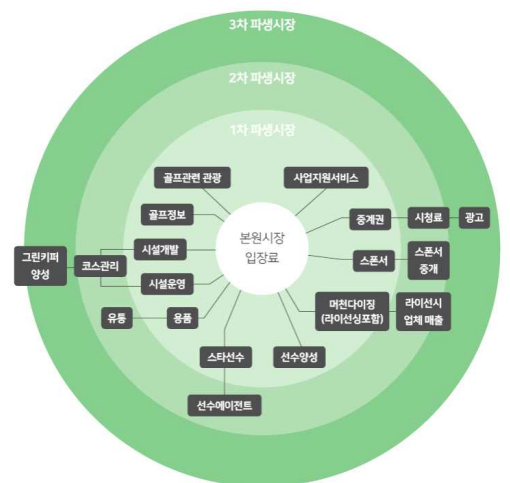 3차 파생시장
2차 파생시장
1차 파생시장
골프관련 관광
사업지원서비스
골프정보
중계권
시청료
광고
본원시장
입장료
그린키퍼
양성
코스관리
시설개발
시설운영
스폰서
스폰서
중개
유통
용품
머천다이징
(라이선싱포함)
라이선시
업체 매출
스타선수
선수양성
선수에이전트